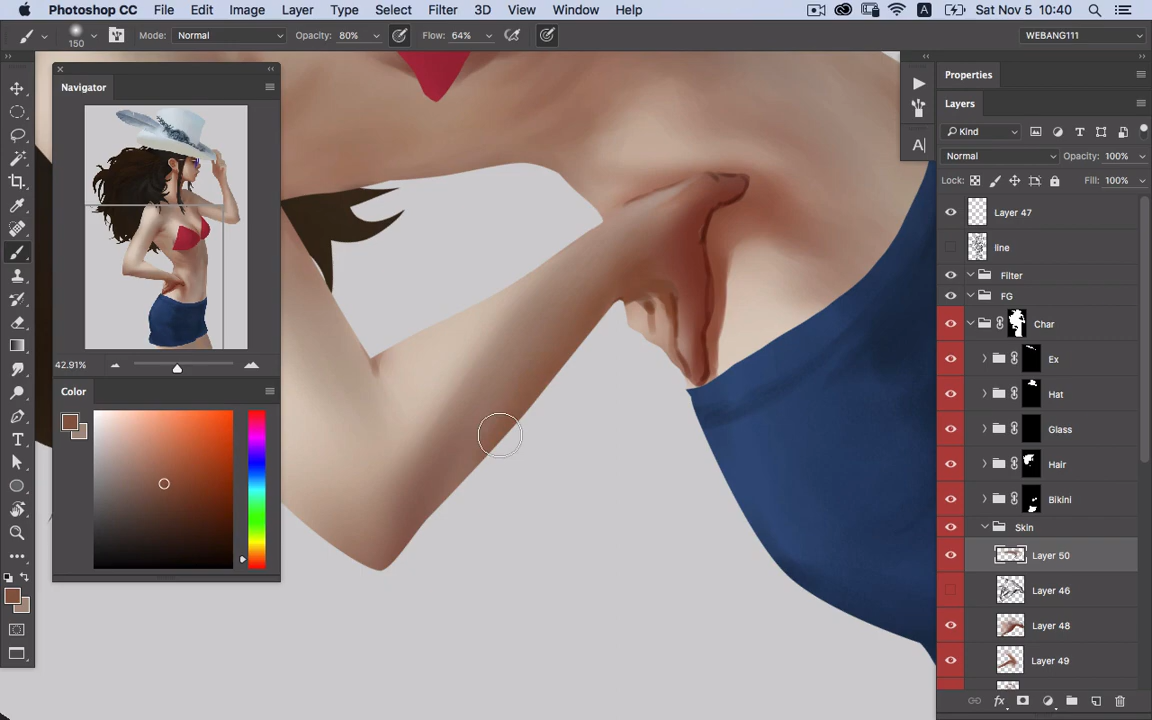 Photoshop CC File Edit Image Layer Type Select Filter 3D View Window Help A Sat Nov 5 10:40
150 Mode: Normal Opacity: 80% Flow: 64% WEBANG111
Navigator
42.91%
Color
Properties
Layers
Kind
Normal Opacity: 100%
Lock: Fill: 100%
Layer 47
line
Filter
FG
Char
Ex
Hat
Glass
Hair
Bikini
Skin
Layer 50
Layer 46
Layer 48
Layer 49
fx